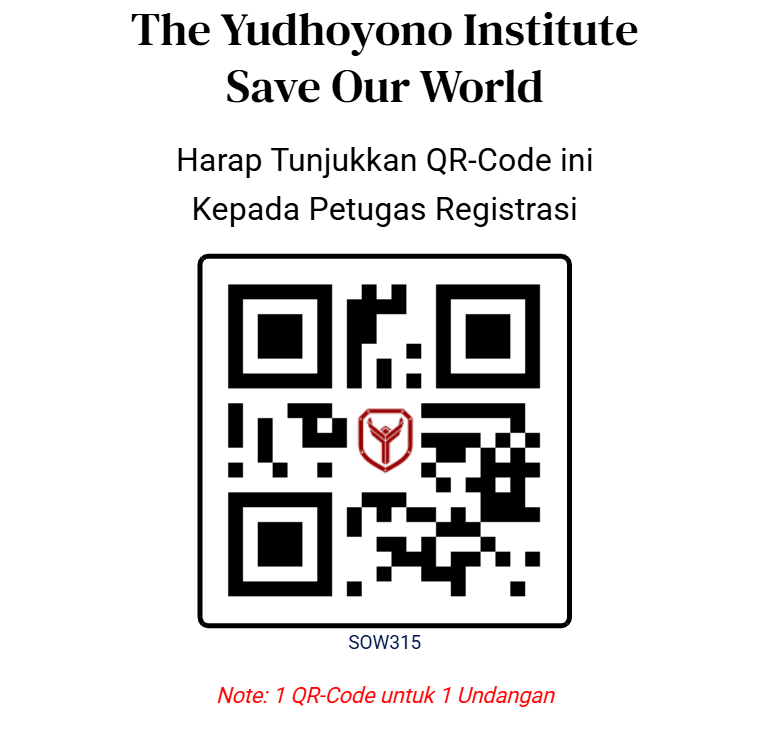 The Yudhoyono Institute
Save Our World
Harap Tunjukkan QR-Code ini
Kepada Petugas Registrasi
SOW315
Note: 1 QR-Code untuk 1 Undangan